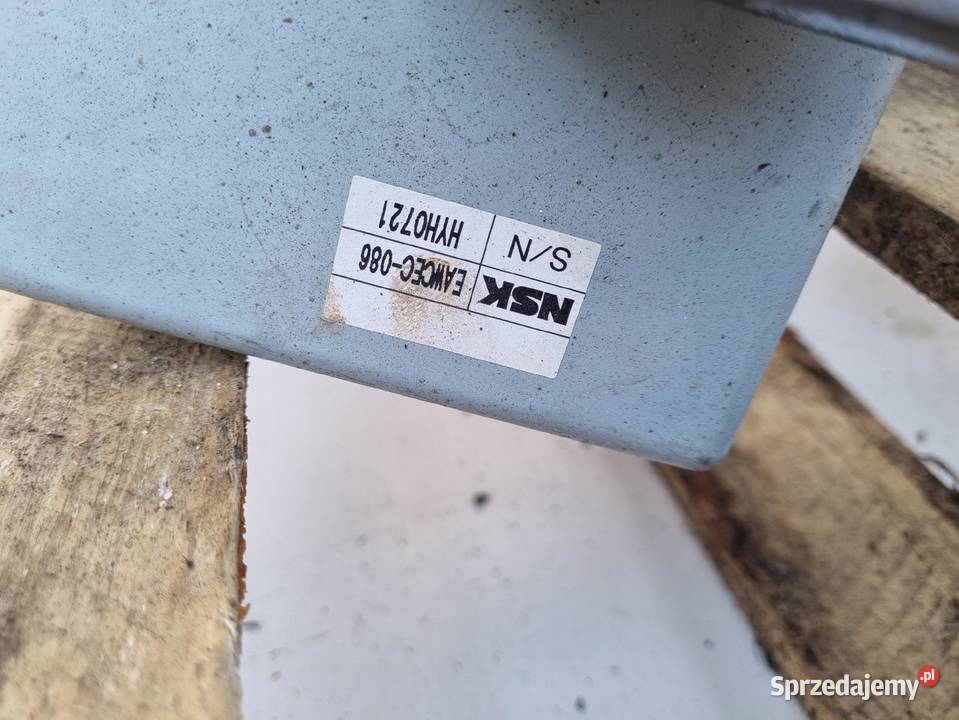 NSK EAWCEC-086
S/N HYH0721
Sprzedajemy.pl